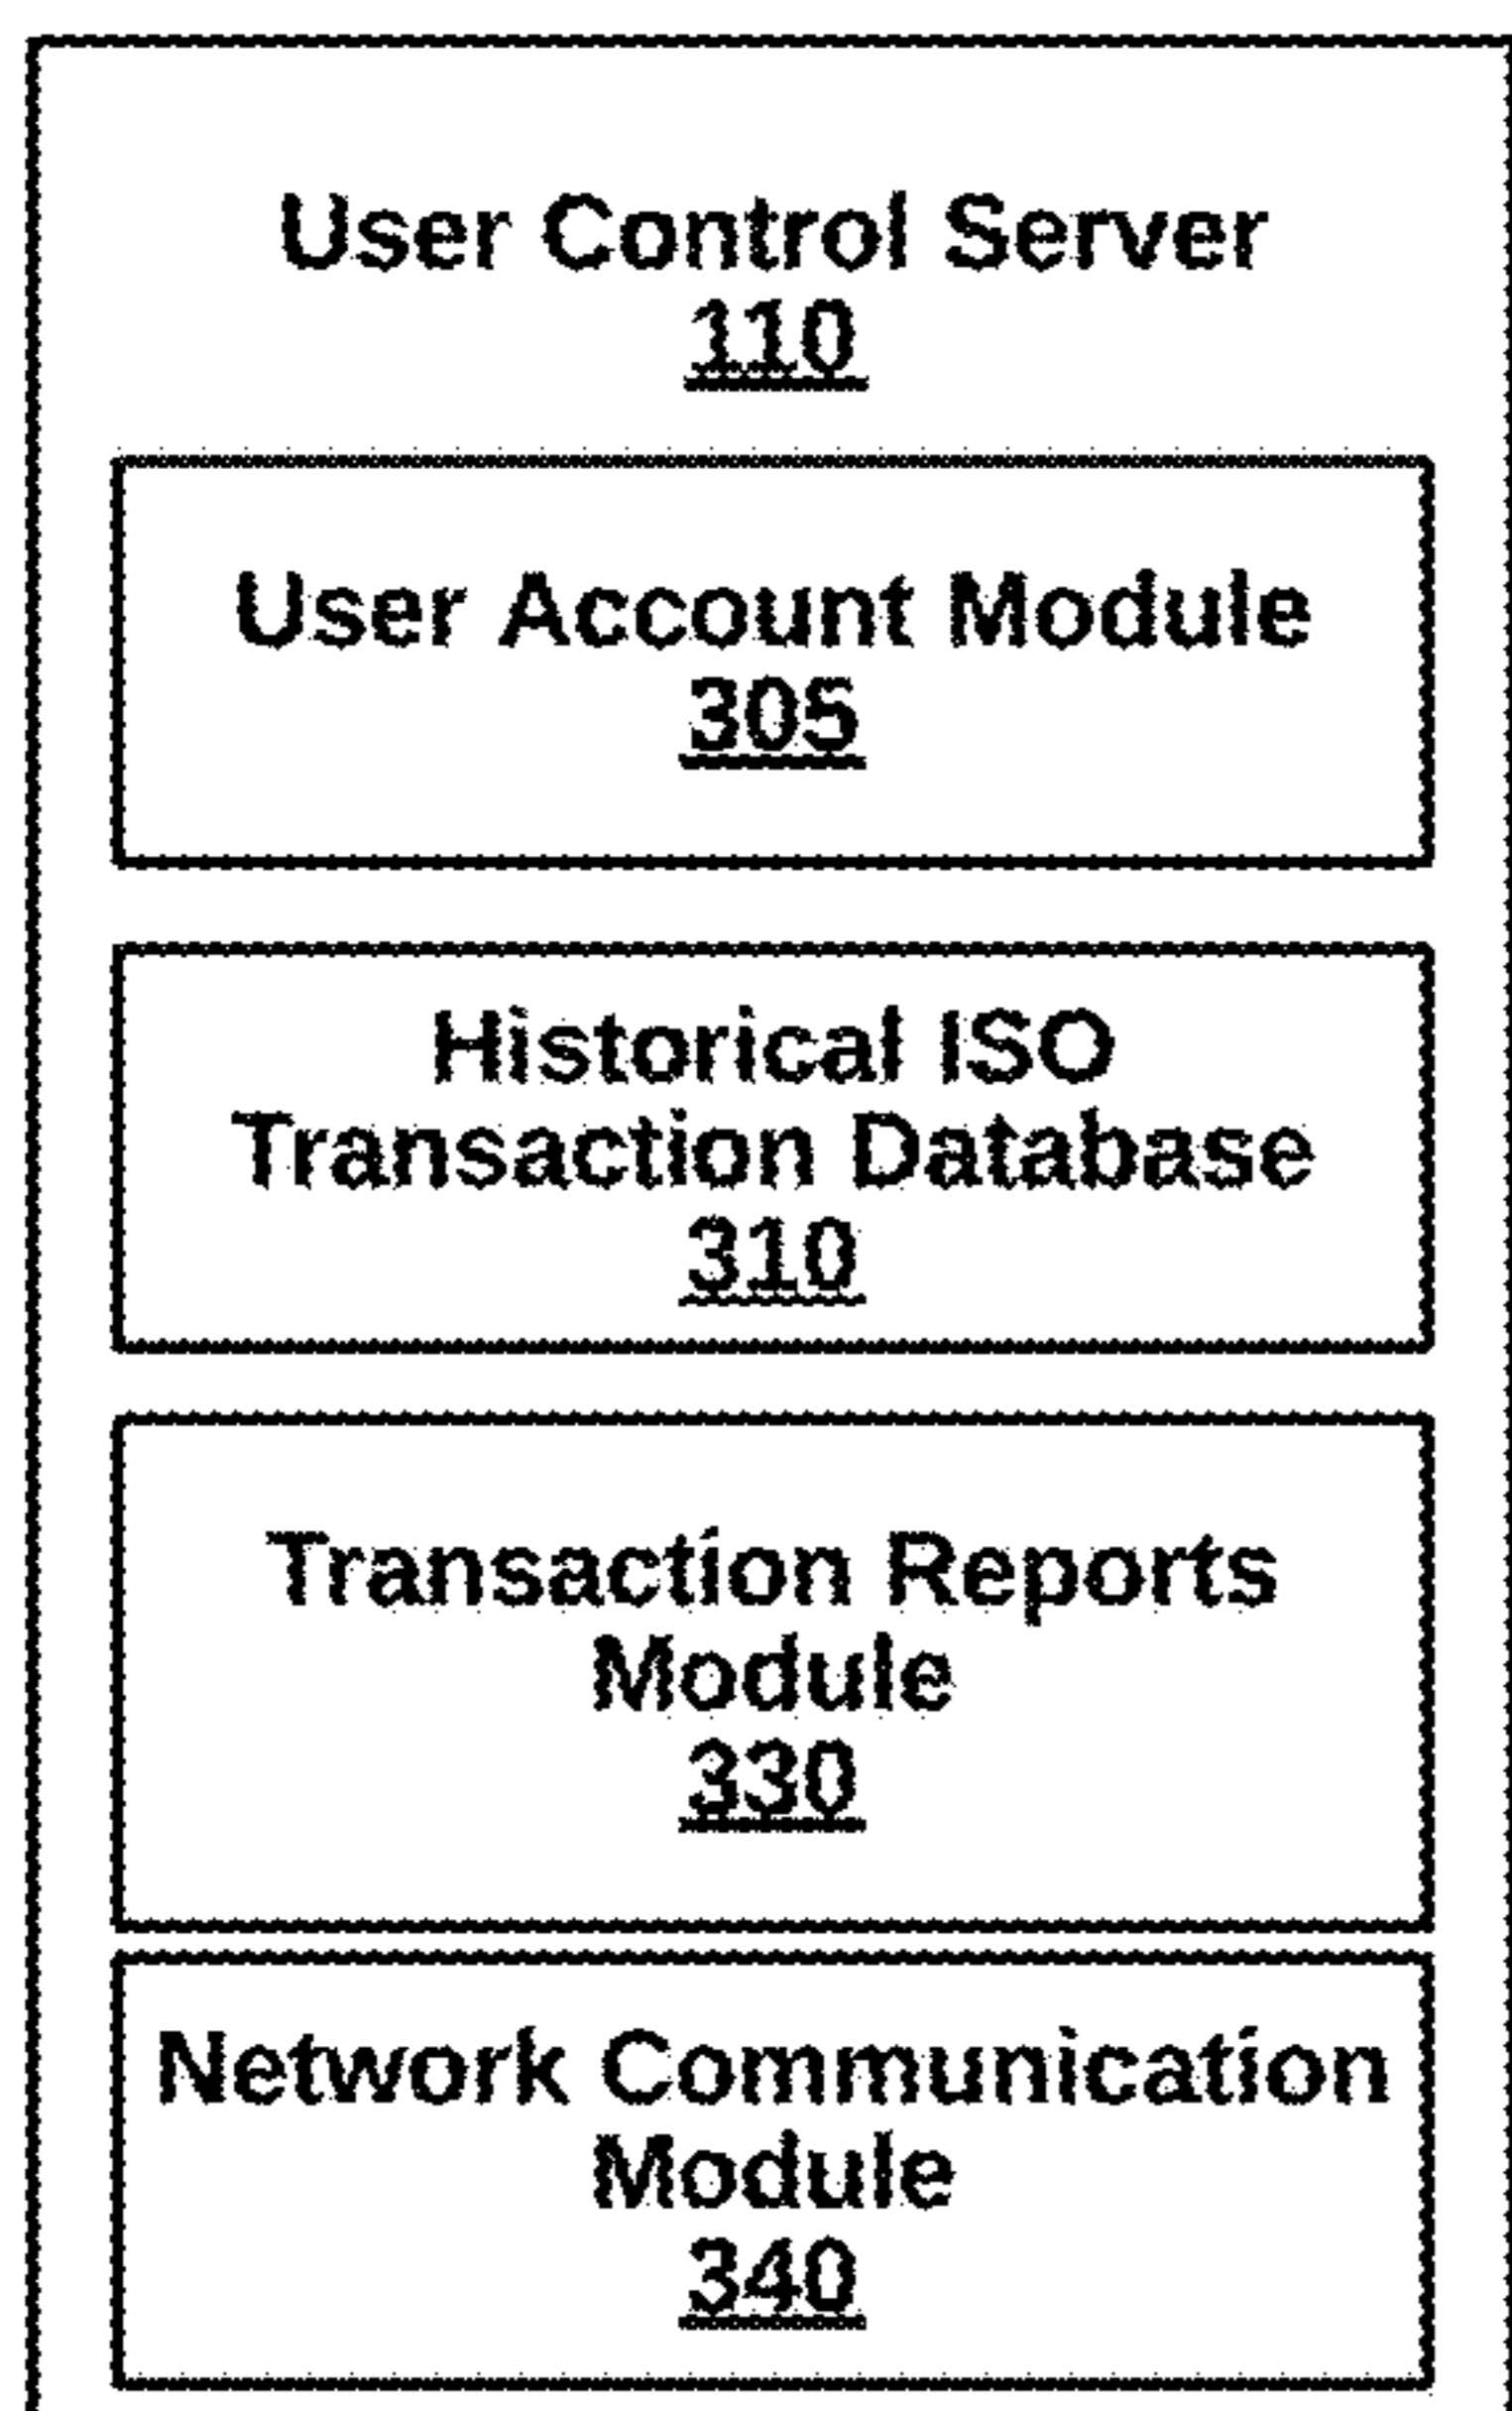 User Control Server
110
User Account Module
305
Historical ISO
Transaction Database
310
Transaction Reports
Module
330
Network Communication
Module
340